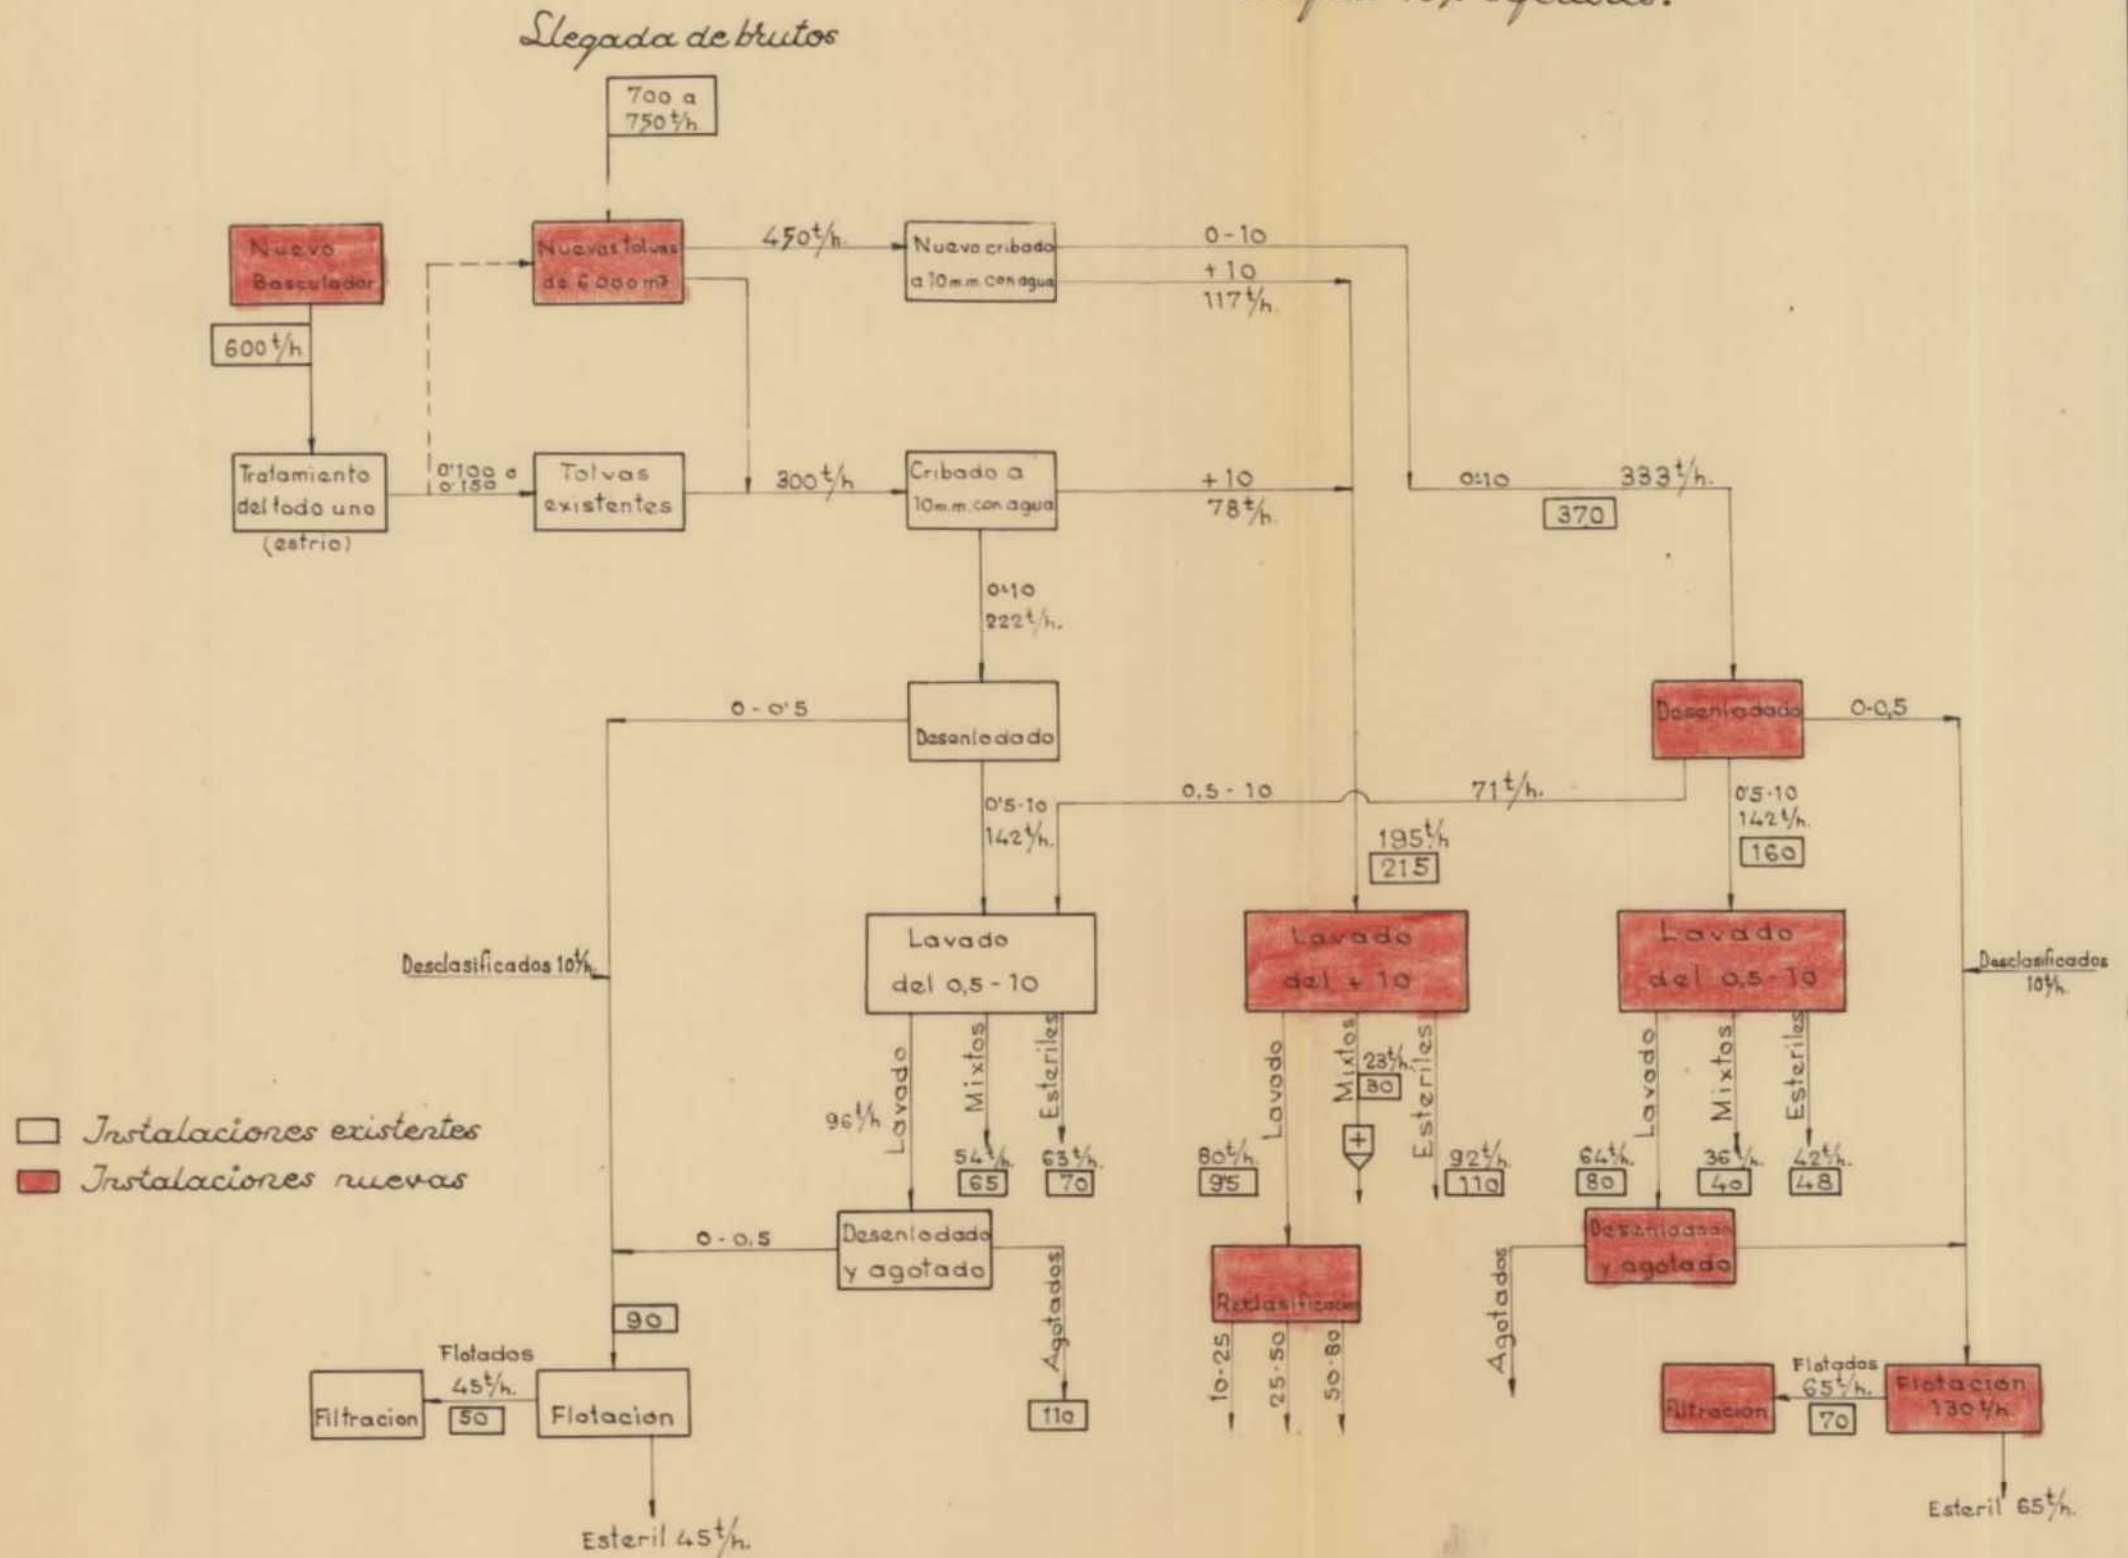 Llegada de brutos
700 a
750 t/h
Nuevo
Basculador
600 t/h
Nuevas tolvas
de 6000 m3
450 t/h.
Nuevo cribado
a 10 m.m. con agua
0-10
+10
117 t/h.
Tratamiento
del todo uno
(estrio)
0'100 a
0'150
Tolvas
existentes
300 t/h
Cribado a
10 m.m. con agua
+10
78 t/h.
0:10
333 t/h.
370
0:10
222 t/h.
Desenlodado
0-0'5
0'5-10
142 t/h.
0,5-10
71 t/h.
Desenlodado
0-0,5
0'5-10
142 t/h.
160
195 t/h
215
Desclasificados 10 t/h.
Lavado
del 0,5-10
Lavado
del +10
Lavado
del 0,5-10
Desclasificados
10 t/h.
96 t/h
Lavado
Mixtos
Esteriles
54 t/h.
65
63 t/h.
70
Lavado
Mixtos
Esteriles
80 t/h.
95
23 t/h.
30
+
92 t/h.
110
Lavado
Mixtos
Esteriles
64 t/h.
80
36 t/h.
40
42 t/h.
48
Instalaciones existentes
Instalaciones nuevas
0-0.5
Desenlodado
y agotado
Agotados
110
Reclasificado
10-25
25-50
50-80
Desenlodado
y agotado
Agotados
90
Flotados
45 t/h.
50
Filtracion
Flotacion
Esteril 45 t/h.
Flotados
65 t/h.
70
Filtracion
Flotacion
130 t/h.
Esteril 65 t/h.